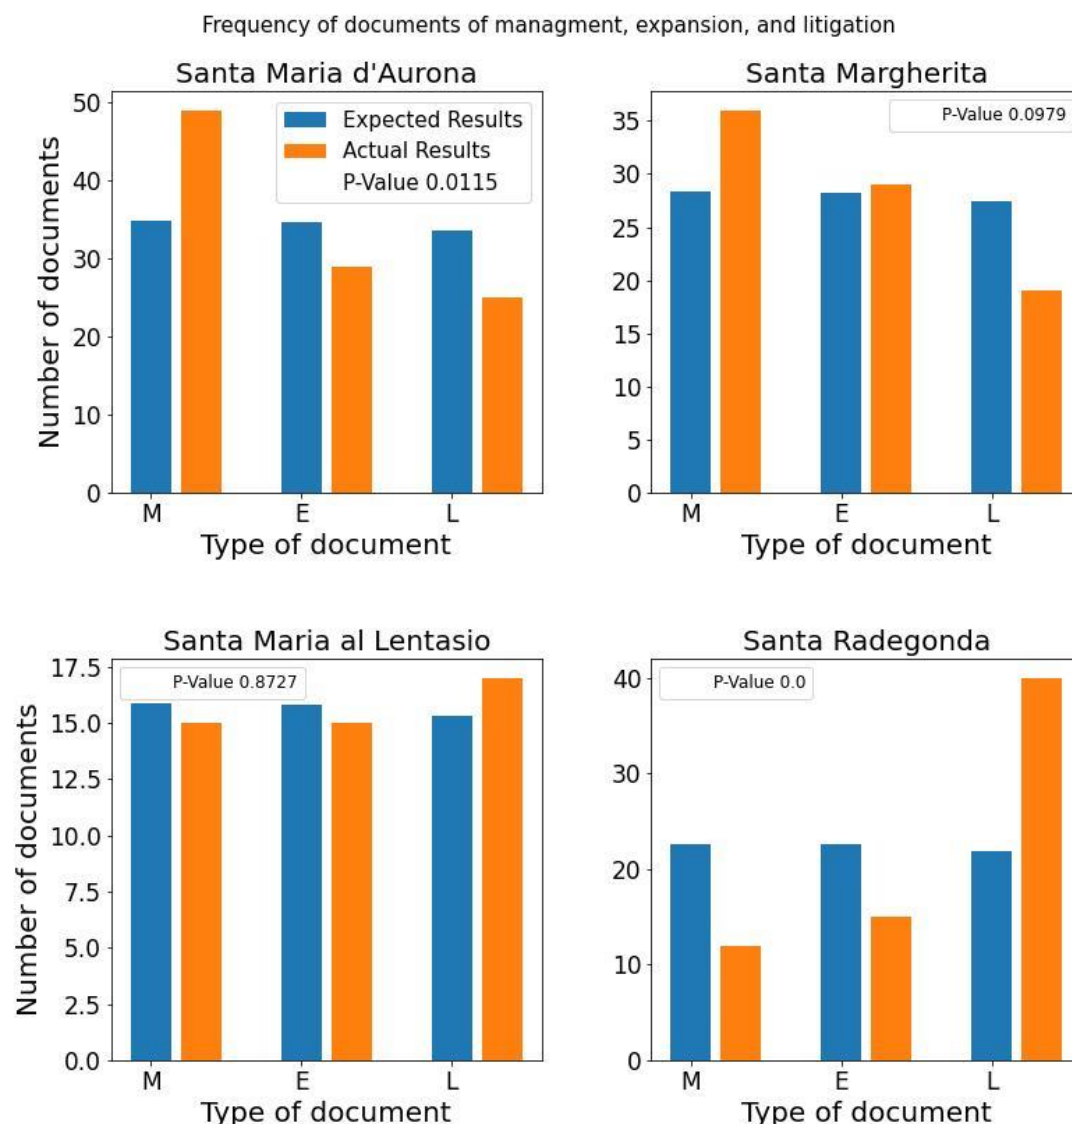 Frequency of documents of managment, expansion, and litigation
Santa Maria d'Aurona
50
40
30
20
10
0
Number of documents
Expected Results
Actual Results
P-Value 0.0115
M E L
Type of document
Santa Margherita
35
30
25
20
15
10
5
0
P-Value 0.0979
M E L
Type of document
Santa Maria al Lentasio
17.5
15.0
12.5
10.0
7.5
5.0
2.5
0.0
Number of documents
P-Value 0.8727
M E L
Type of document
Santa Radegonda
40
30
20
10
0
P-Value 0.0
M E L
Type of document